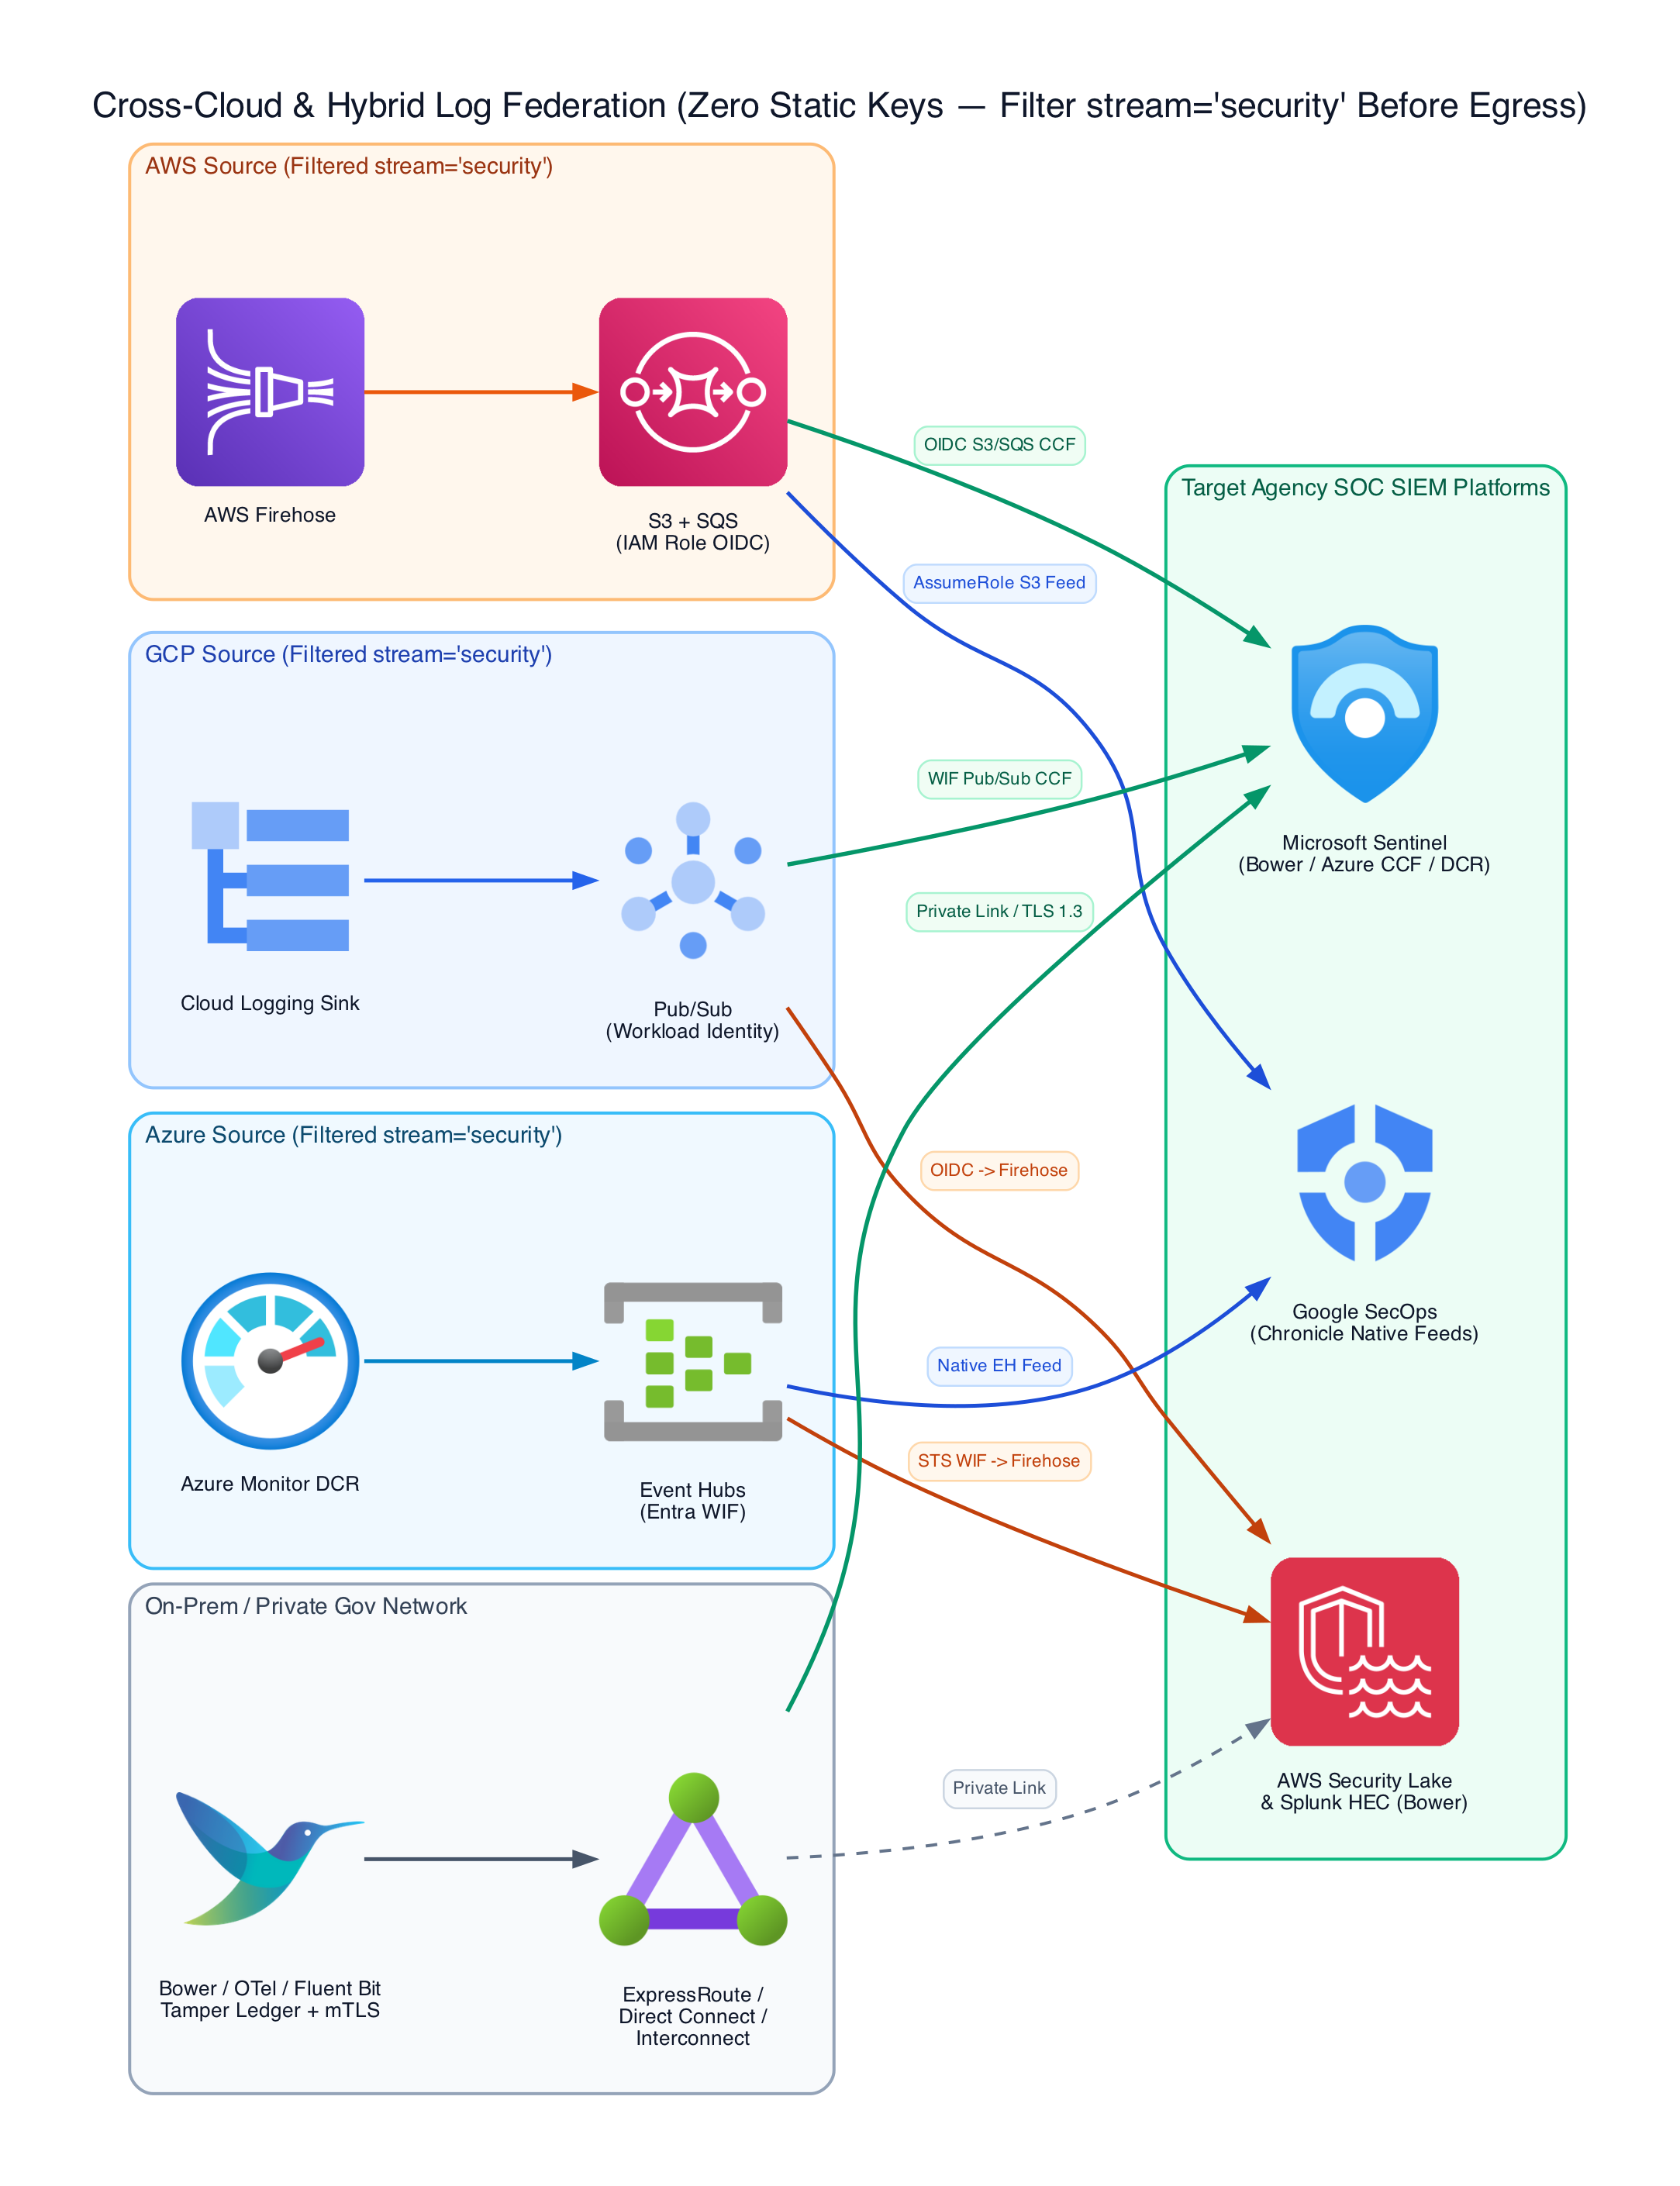 Cross-Cloud & Hybrid Log Federation (Zero Static Keys — Filter stream='security' Before Egress)
AWS Source (Filtered stream='security')
AWS Firehose
S3 + SQS
(IAM Role OIDC)
OIDC S3/SQS CCF
AssumeRole S3 Feed
GCP Source (Filtered stream='security')
Cloud Logging Sink
Pub/Sub
(Workload Identity)
WIF Pub/Sub CCF
Private Link / TLS 1.3
OIDC -> Firehose
Azure Source (Filtered stream='security')
Azure Monitor DCR
Event Hubs
(Entra WIF)
Native EH Feed
STS WIF -> Firehose
On-Prem / Private Gov Network
Bower / OTel / Fluent Bit
Tamper Ledger + mTLS
ExpressRoute /
Direct Connect /
Interconnect
Private Link
Target Agency SOC SIEM Platforms
Microsoft Sentinel
(Bower / Azure CCF / DCR)
Google SecOps
(Chronicle Native Feeds)
AWS Security Lake
& Splunk HEC (Bower)